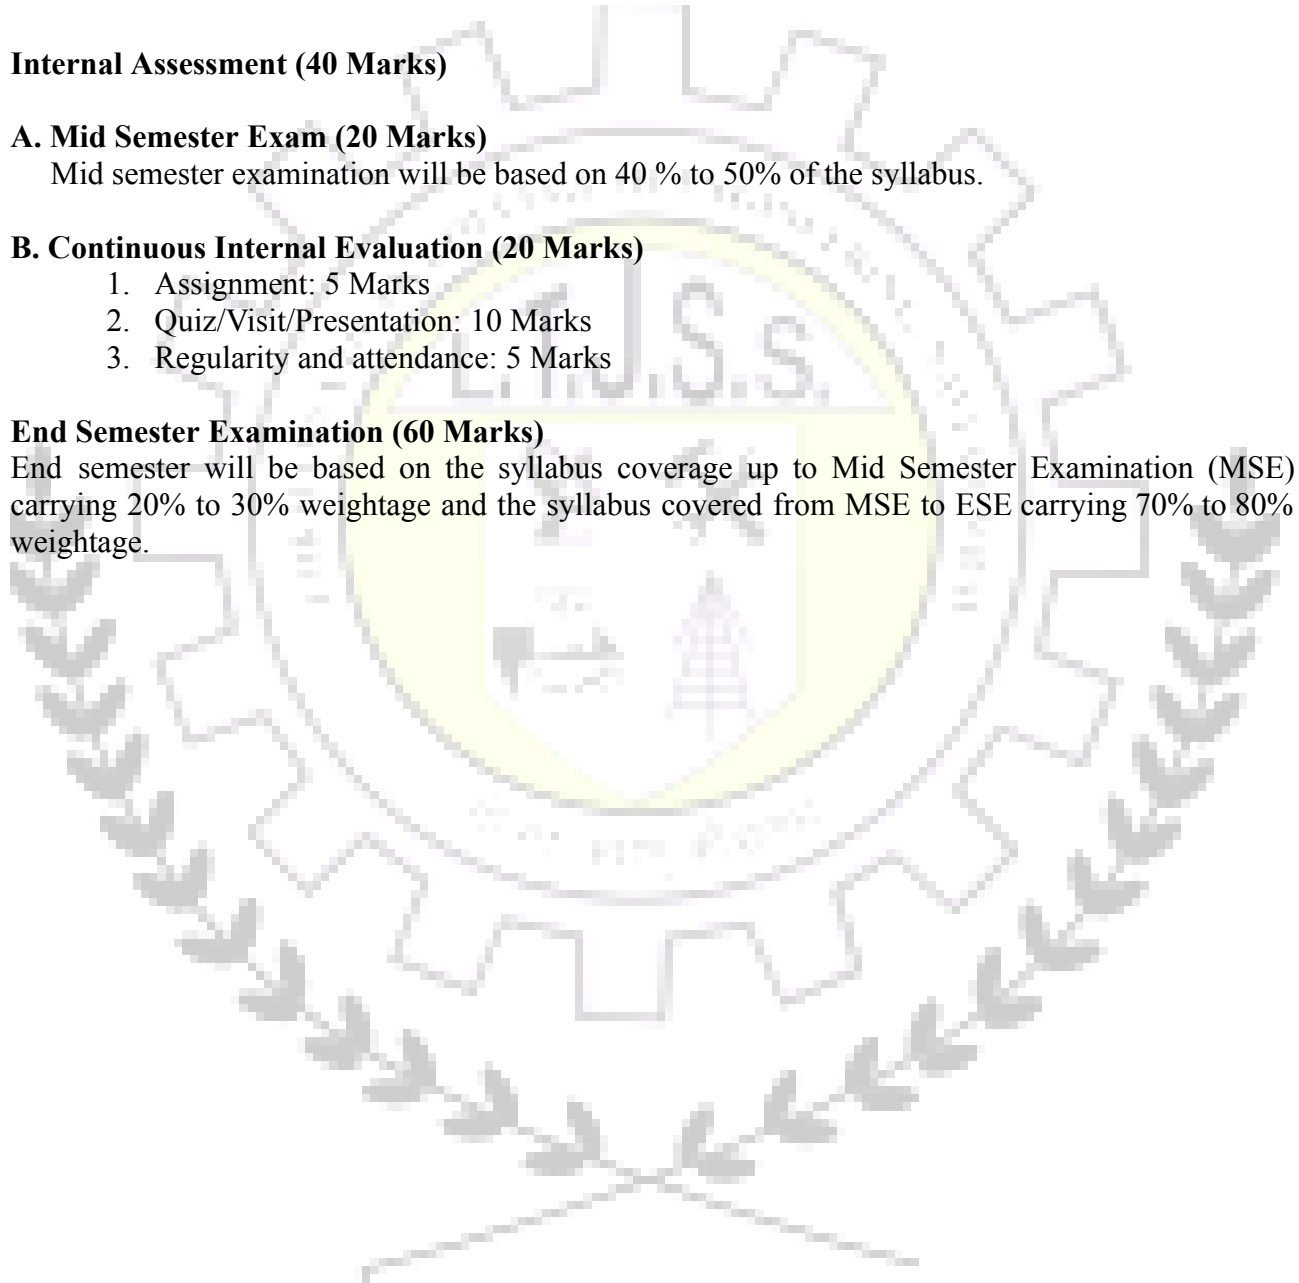 Internal Assessment (40 Marks)
A. Mid Semester Exam (20 Marks)
Mid semester examination will be based on 40 % to 50% of the syllabus.
B. Continuous Internal Evaluation (20 Marks)
1. Assignment: 5 Marks
2. Quiz/Visit/Presentation: 10 Marks
3. Regularity and attendance: 5 Marks
L.T.J.S.S.
End Semester Examination (60 Marks)
End semester will be based on the syllabus coverage up to Mid Semester Examination (MSE)
carrying 20% to 30% weightage and the syllabus covered from MSE to ESE carrying 70% to 80%
weightage.